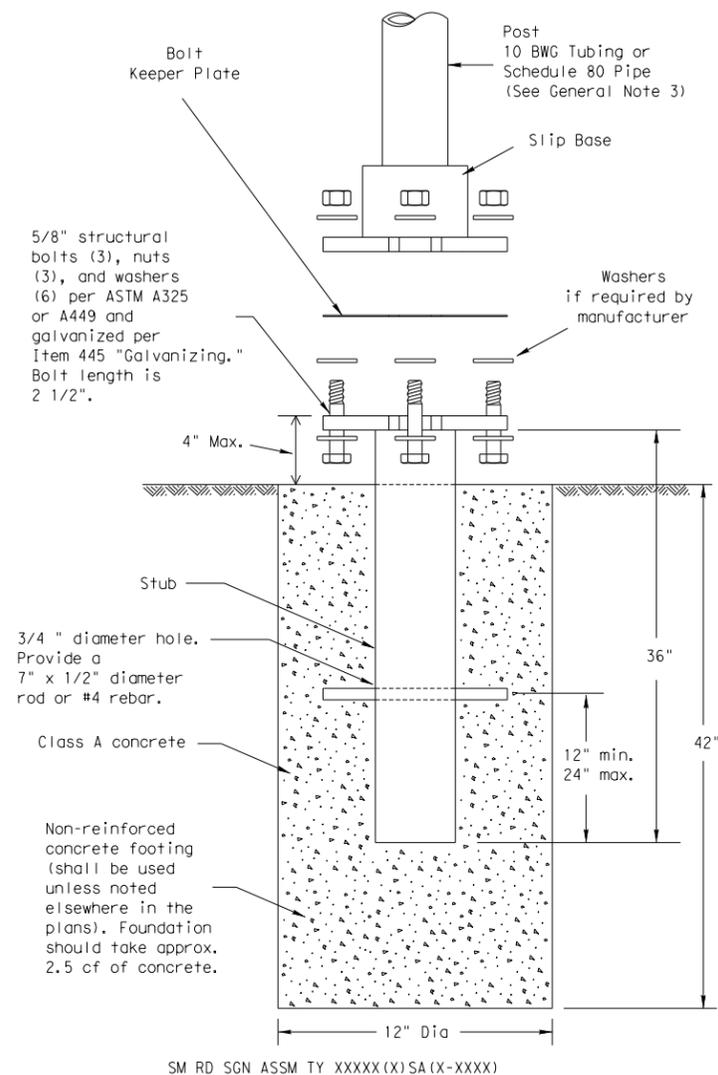 Bolt
Keeper Plate
Post
10 BWG Tubing or
Schedule 80 Pipe
(See General Note 3)
Slip Base
5/8" structural
bolts (3), nuts
(3), and washers
(6) per ASTM A325
or A449 and
galvanized per
Item 445 "Galvanizing."
Bolt length is
2 1/2".
Washers
if required by
manufacturer
4" Max.
Stub
3/4 " diameter hole.
Provide a
7" x 1/2" diameter
rod or #4 rebar.
36"
Class A concrete
42"
12" min.
24" max.
Non-reinforced
concrete footing
(shall be used
unless noted
elsewhere in the
plans). Foundation
should take approx.
2.5 cf of concrete.
12" Dia
SM RD SGN ASSM TY XXXXX(X)SA(X-XXXX)